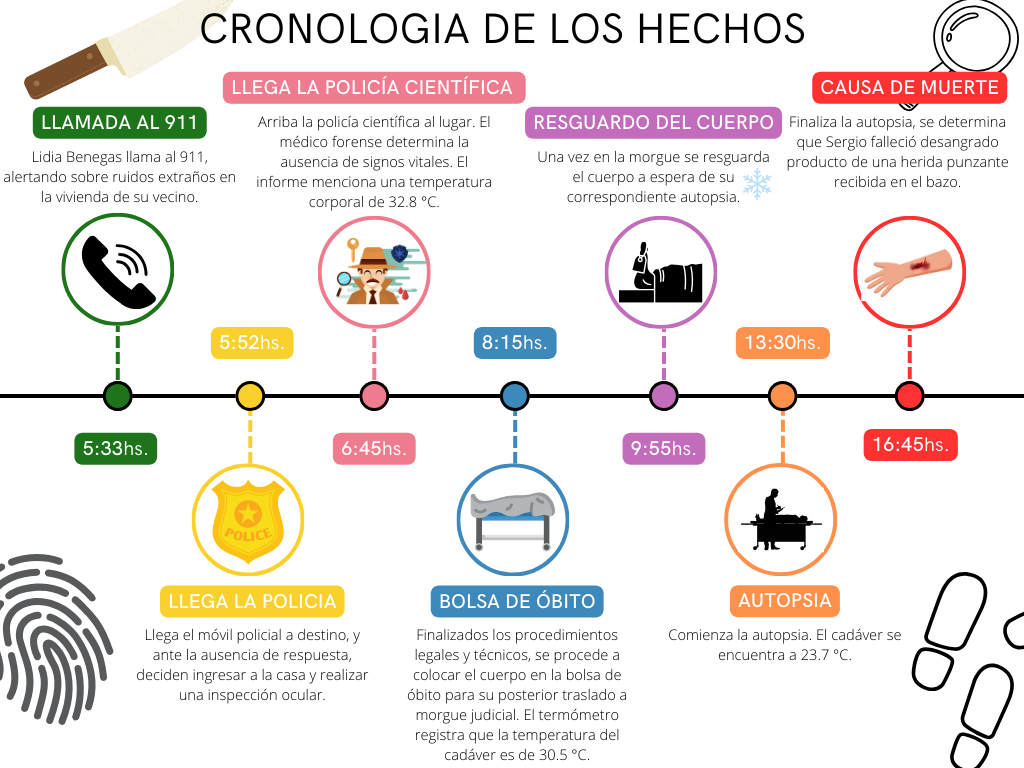 CRONOLOGIA DE LOS HECHOS
LLAMADA AL 911
Lidia Benegas llama al 911,
alertando sobre ruidos extraños en
la vivienda de su vecino.
5:33hs.
5:52hs.
POLICE
LLEGA LA POLICIA
Llega el móvil policial a destino, y
ante la ausencia de respuesta,
deciden ingresar a la casa y realizar
una inspección ocular.
LLEGA LA POLICÍA CIENTÍFICA
Arriba la policía científica al lugar. El
médico forense determina la
ausencia de signos vitales. El
informe menciona una temperatura
corporal de 32.8 °C.
6:45hs.
8:15hs.
BOLSA DE ÓBITO
Finalizados los procedimientos
legales y técnicos, se procede a
colocar el cuerpo en la bolsa de
óbito para su posterior traslado a
morgue judicial. El termómetro
registra que la temperatura del
cadáver es de 30.5 °C.
RESGUARDO DEL CUERPO
Una vez en la morgue se resguarda
el cuerpo a espera de su
correspondiente autopsia.
9:55hs.
13:30hs.
AUTOPSIA
Comienza la autopsia. El cadáver se
encuentra a 23.7 °C.
CAUSA DE MUERTE
Finaliza la autopsia, se determina
que Sergio falleció desangrado
producto de una herida punzante
recibida en el bazo.
16:45hs.